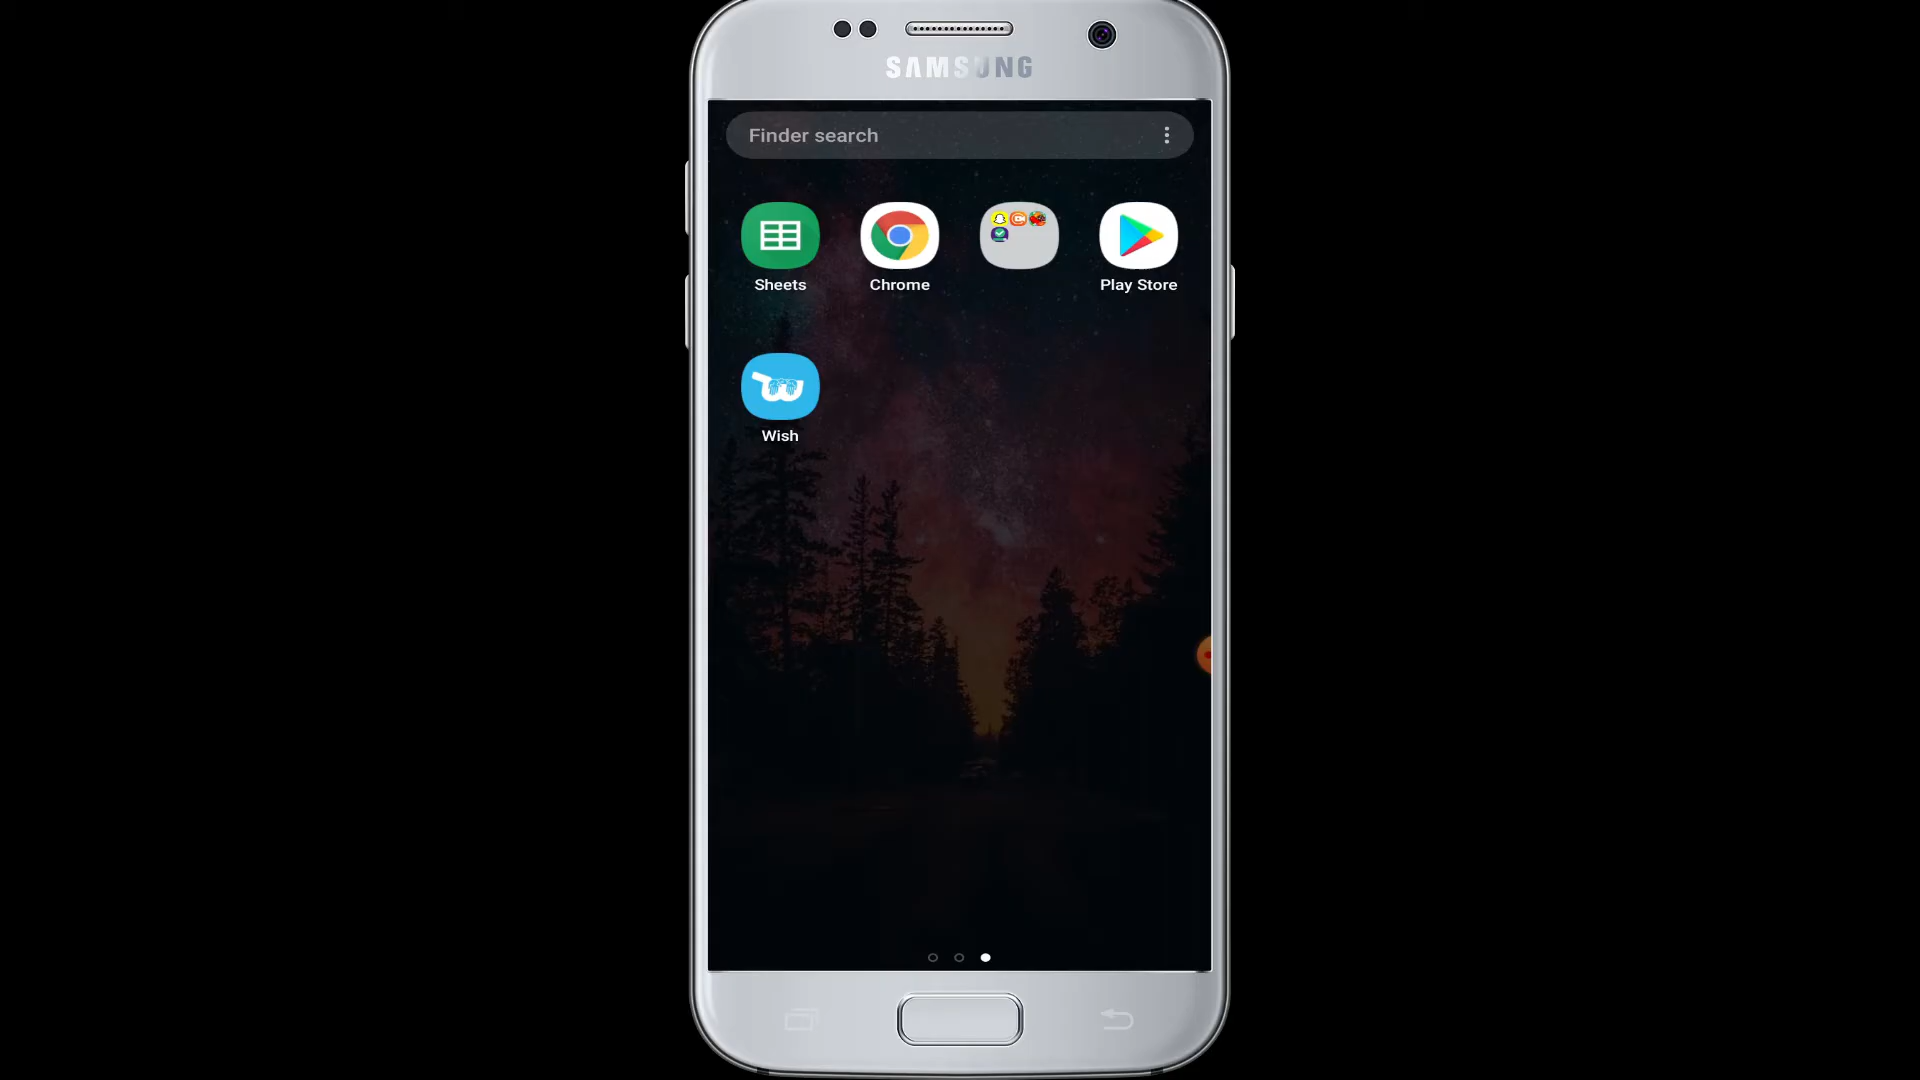 SAMSUNG
Finder search
Sheets
Chrome
Play Store
Wish